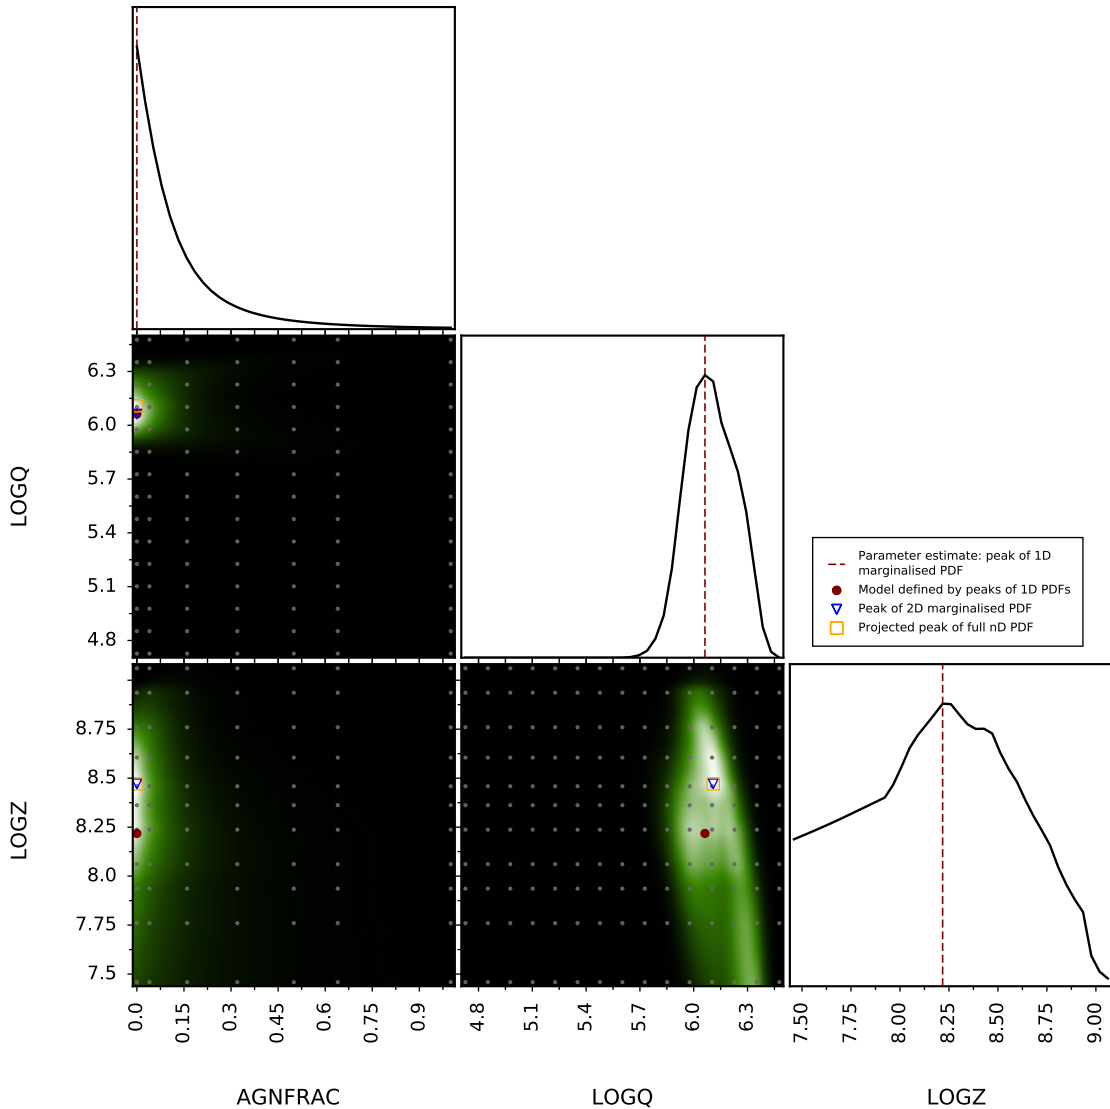 6.3
6.0
5.7
5.4
5.1
4.8
LOGQ
Parameter estimate: peak of 1D
marginalised PDF
Model defined by peaks of 1D PDFs
Peak of 2D marginalised PDF
Projected peak of full nD PDF
8.75
8.5
8.25
8.0
7.75
7.5
LOGZ
0.0 0.15 0.3 0.45 0.6 0.75 0.9
4.8 5.1 5.4 5.7 6.0 6.3
7.50 7.75 8.00 8.25 8.50 8.75 9.00
AGNFRAC LOGQ LOGZ